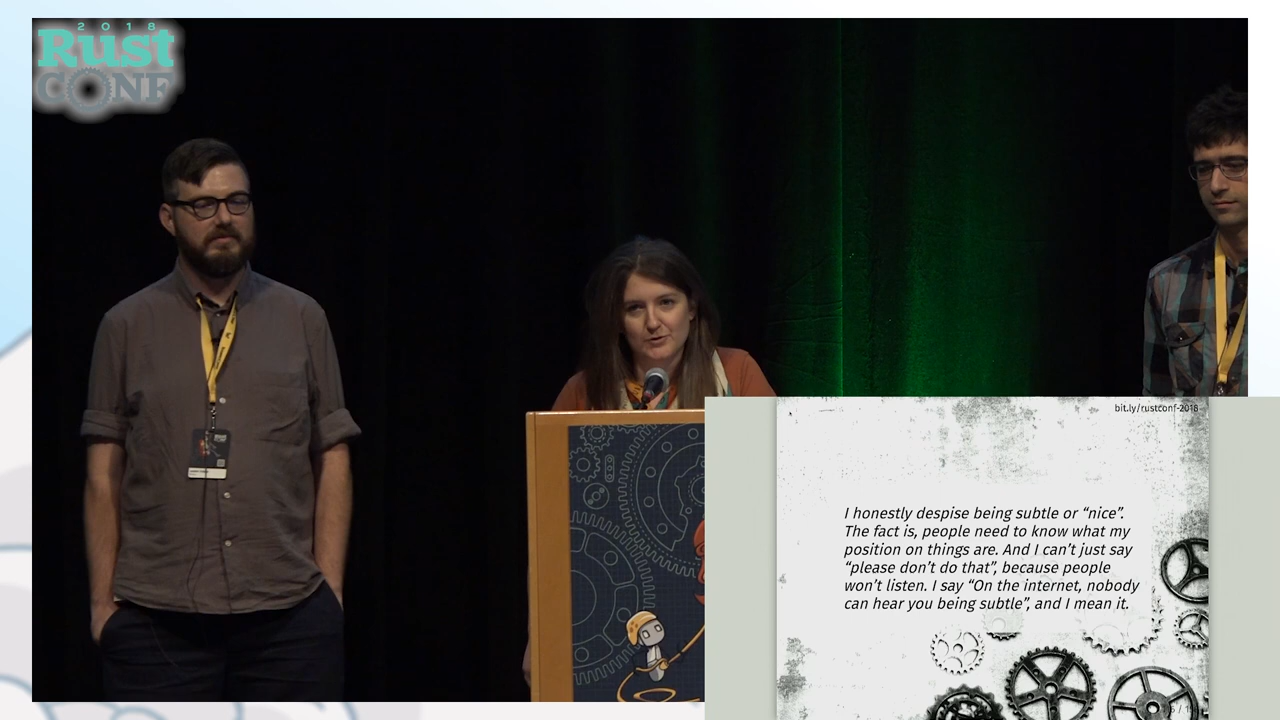 2018
Rust
CONF
bit.ly/rustconf-2018
I honestly despise being subtle or “nice”.
The fact is, people need to know what my
position on things are. And I can’t just say
“please don’t do that”, because people
won’t listen. I say “On the internet, nobody
can hear you being subtle”, and I mean it.